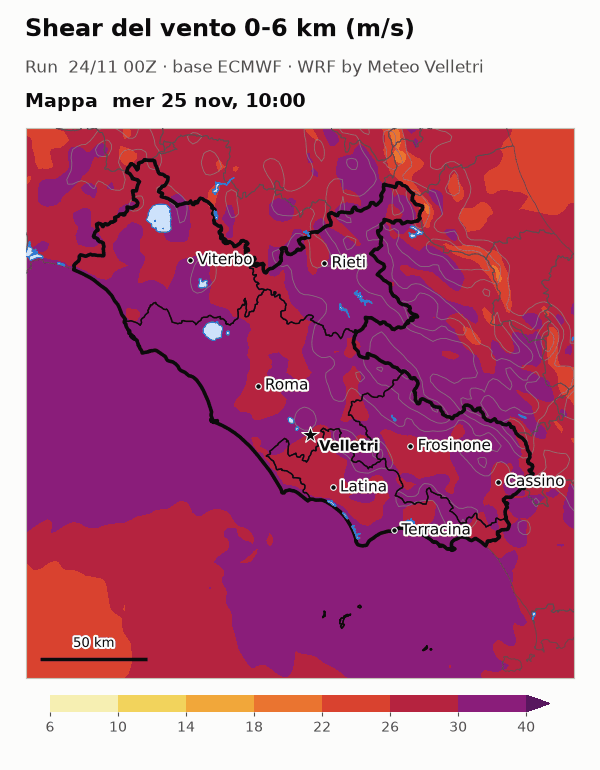 Shear del vento 0-6 km (m/s)
Run  24/11 00Z · base ECMWF · WRF by Meteo Velletri
Mappa  mer 25 nov, 10:00
Viterbo
Rieti
Roma
Velletri
Frosinone
Latina
Cassino
Terracina
50 km
6 10 14 18 22 26 30 40